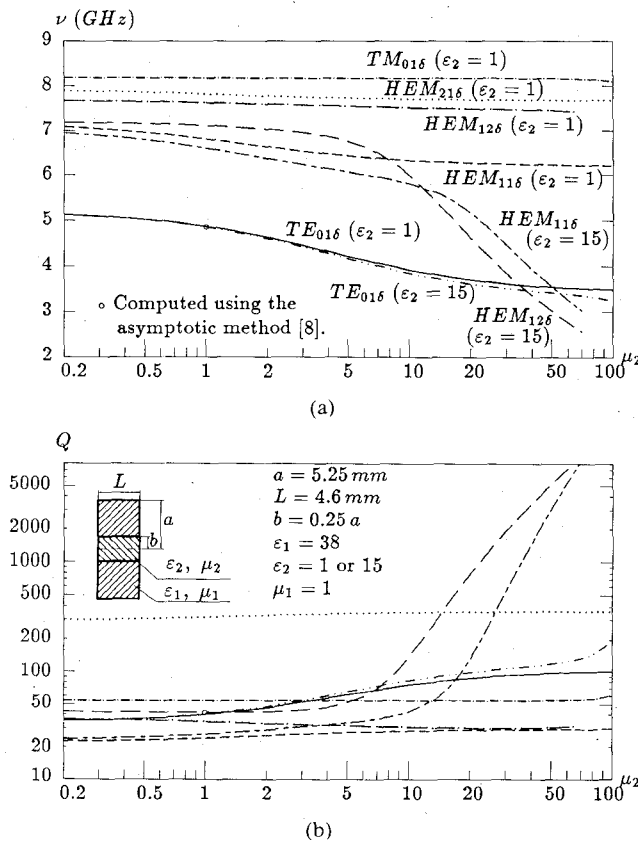 ν (GHz)
9
8
7
6
5
4
3
2
TM01δ (ε2 = 1)
HEM21δ (ε2 = 1)
HEM12δ (ε2 = 1)
HEM11δ (ε2 = 1)
HEM11δ
(ε2 = 15)
TE01δ (ε2 = 1)
TE01δ (ε2 = 15)
HEM12δ
(ε2 = 15)
∘ Computed using the
asymptotic method [8].
0.2 0.5 1 2 5 10 20 50 100 μ2
(a)
Q
5000
1000
500
200
100
50
20
10
L
a
b
ε2, μ2
ε1, μ1
a = 5.25 mm
L = 4.6 mm
b = 0.25 a
ε1 = 38
ε2 = 1 or 15
μ1 = 1
0.2 0.5 1 2 5 10 20 50 100 μ2
(b)